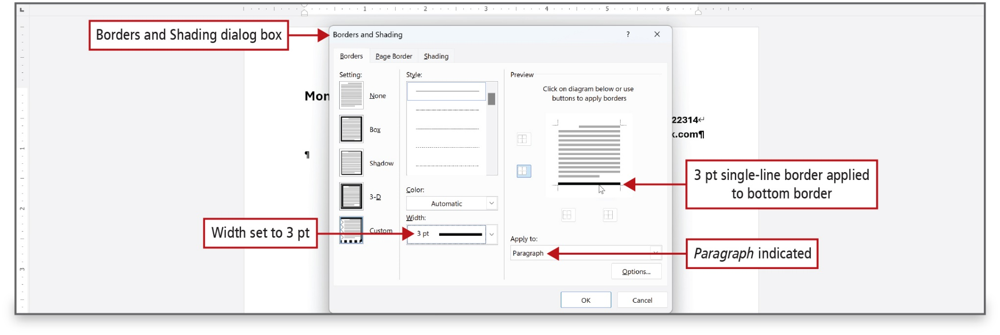 1 2 3 4 5 6
Borders and Shading dialog box
Borders and Shading ? ×
Borders Page Border Shading
Setting:
None
Box
Shadow
3-D
Custom
Style:
Color:
Automatic
Width:
3 pt
Width set to 3 pt
Preview
Click on diagram below or use
buttons to apply borders
3 pt single-line border applied
to bottom border
Apply to:
Paragraph
Paragraph indicated
Options...
OK Cancel
Mon
22314↵
.com¶
¶
1
2
3